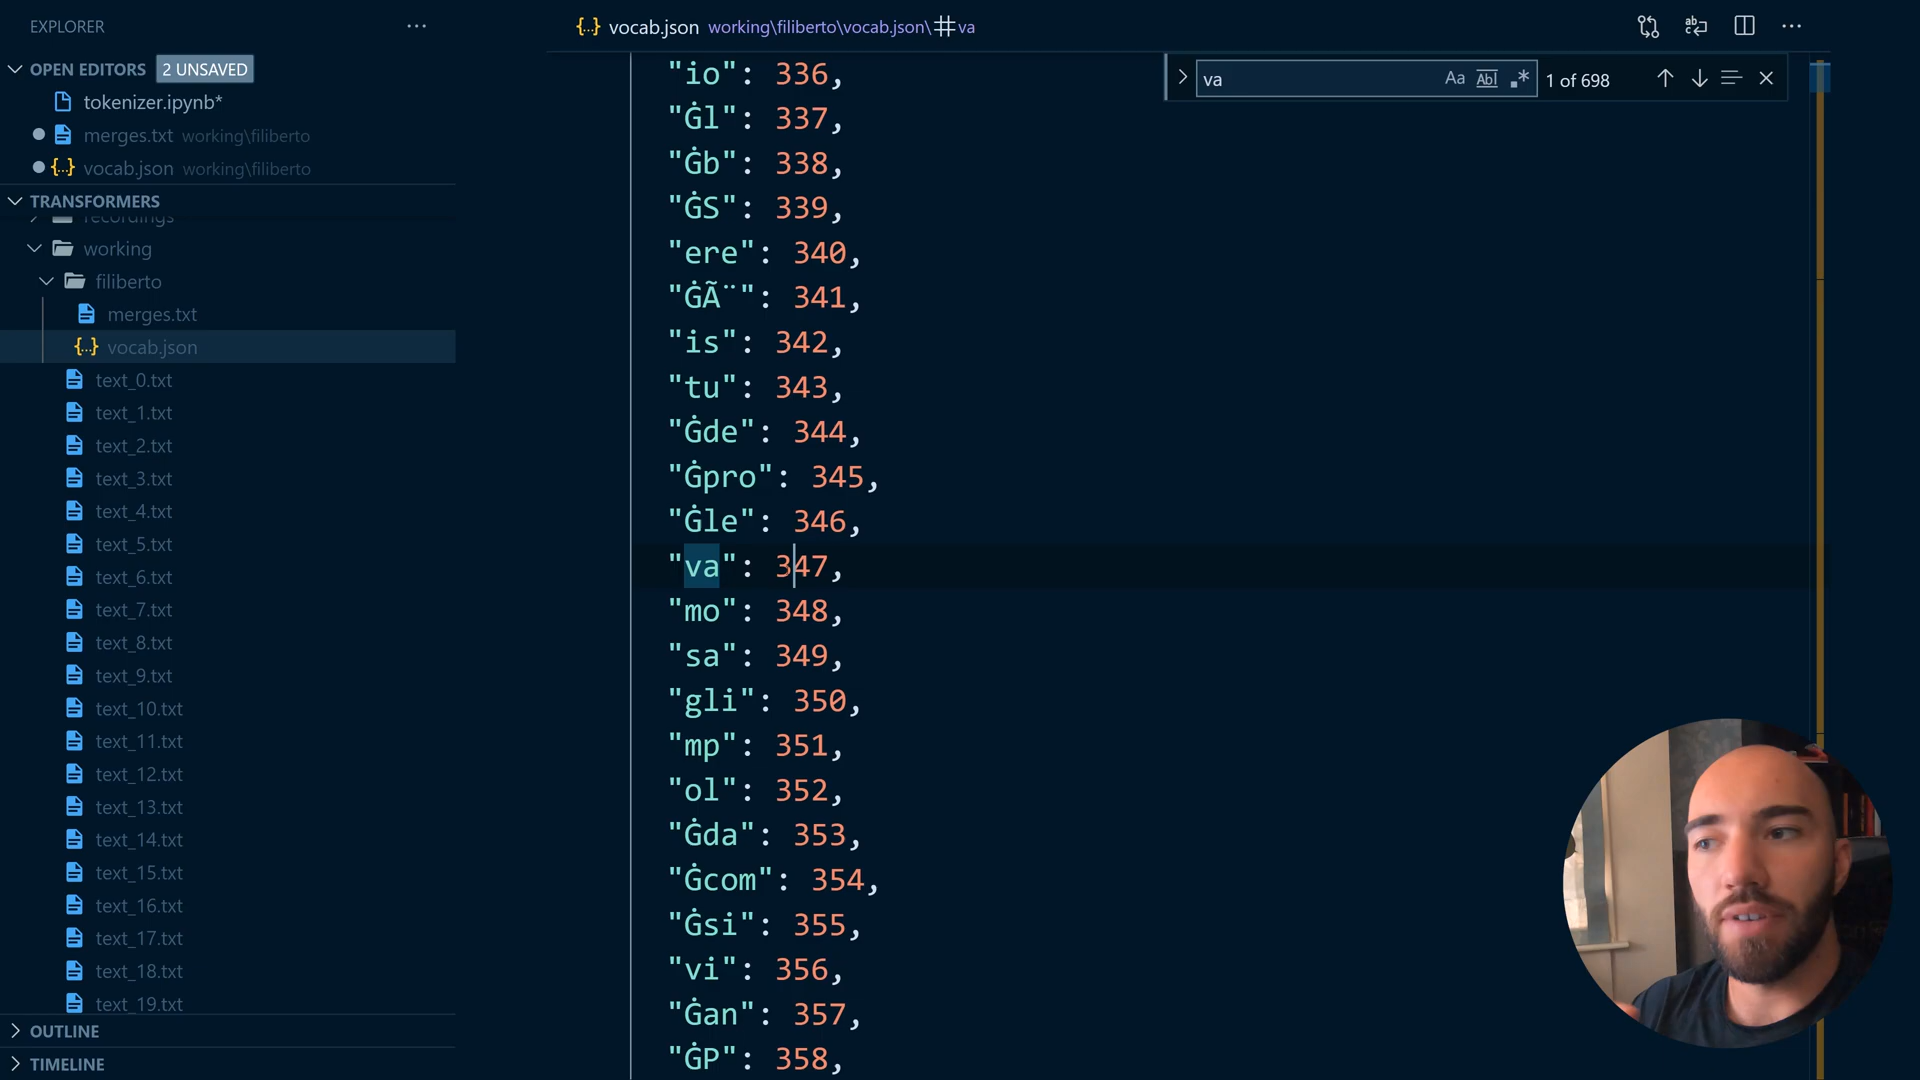 EXPLORER
OPEN EDITORS 2 UNSAVED
tokenizer.ipynb*
merges.txt working\filiberto
vocab.json working\filiberto
TRANSFORMERS
recordings
working
filiberto
merges.txt
vocab.json
text_0.txt
text_1.txt
text_2.txt
text_3.txt
text_4.txt
text_5.txt
text_6.txt
text_7.txt
text_8.txt
text_9.txt
text_10.txt
text_11.txt
text_12.txt
text_13.txt
text_14.txt
text_15.txt
text_16.txt
text_17.txt
text_18.txt
text_19.txt
OUTLINE
TIMELINE
{..} vocab.json working\filiberto\vocab.json\ va
va Aa Abl .* 1 of 698
"io": 336,
"Ġl": 337,
"Ġb": 338,
"ĠS": 339,
"ere": 340,
"ĠÃ¨": 341,
"is": 342,
"tu": 343,
"Ġde": 344,
"Ġpro": 345,
"Ġle": 346,
"va": 347,
"mo": 348,
"sa": 349,
"gli": 350,
"mp": 351,
"ol": 352,
"Ġda": 353,
"Ġcom": 354,
"Ġsi": 355,
"vi": 356,
"Ġan": 357,
"ĠP": 358,